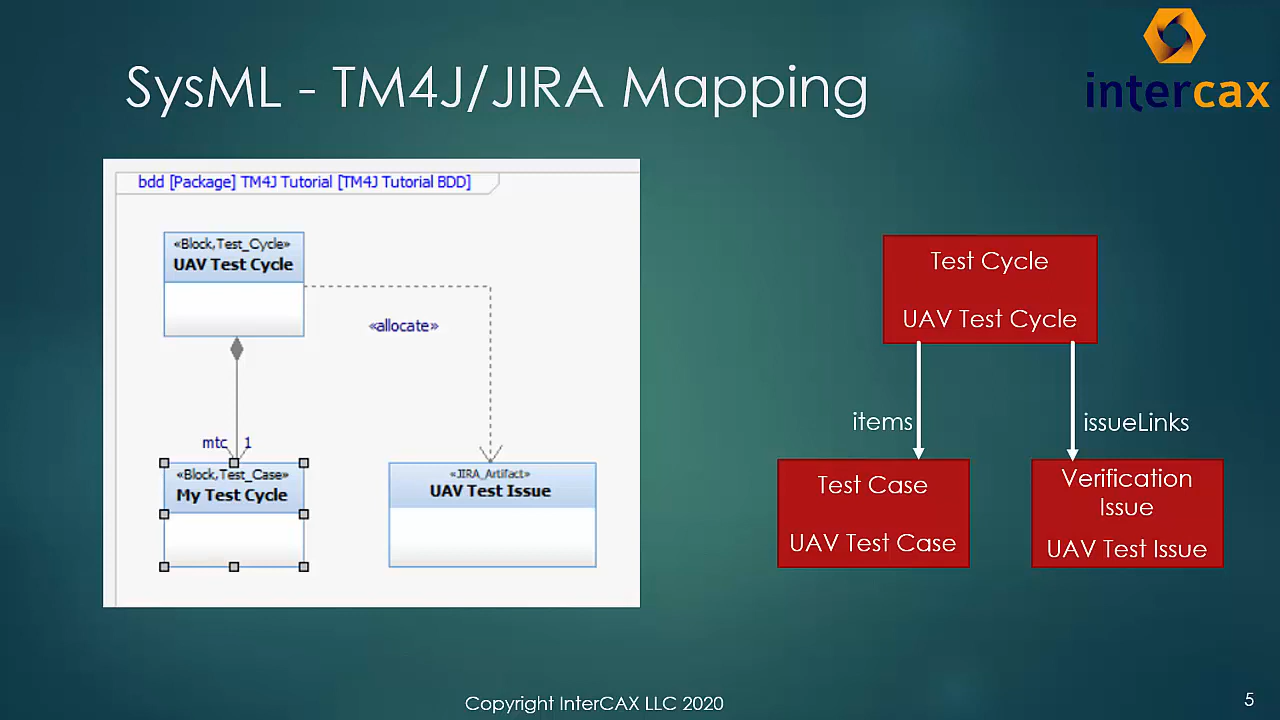 SysML - TM4J/JIRA Mapping
intercax
bdd [Package] TM4J Tutorial [TM4J Tutorial BDD]
«Block,Test_Cycle»
UAV Test Cycle
«allocate»
mtc 1
«Block,Test_Case»
My Test Cycle
«JIRA_Artifact»
UAV Test Issue
Test Cycle
UAV Test Cycle
items
issueLinks
Test Case
UAV Test Case
Verification
Issue
UAV Test Issue
Copyright InterCAX LLC 2020
5